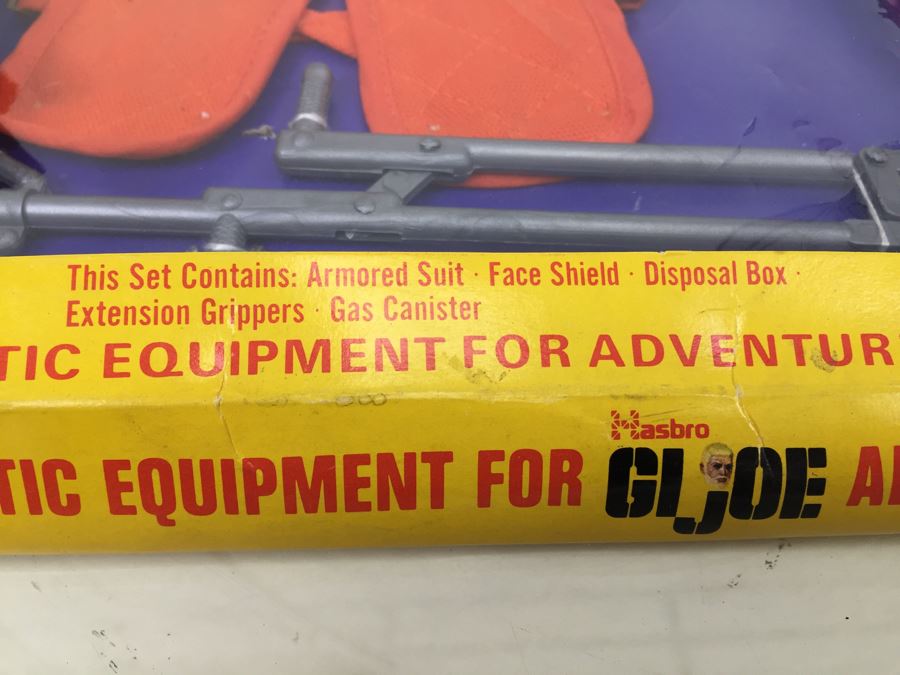 This Set Contains: Armored Suit · Face Shield · Disposal Box ·
Extension Grippers · Gas Canister
TIC EQUIPMENT FOR ADVENTUR
Hasbro
TIC EQUIPMENT FOR GI JOE A